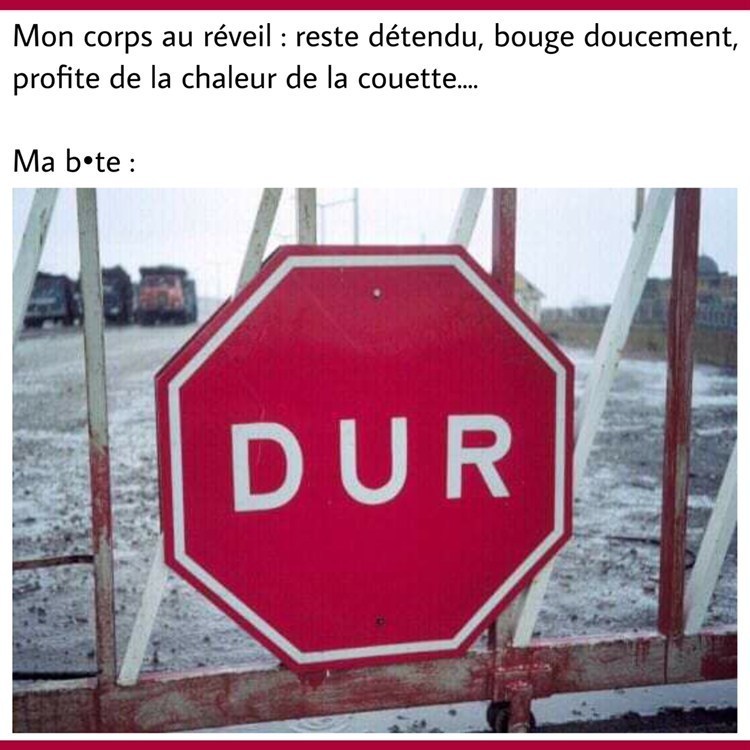 Mon corps au réveil : reste détendu, bouge doucement,
profite de la chaleur de la couette....
Ma b•te :
DUR